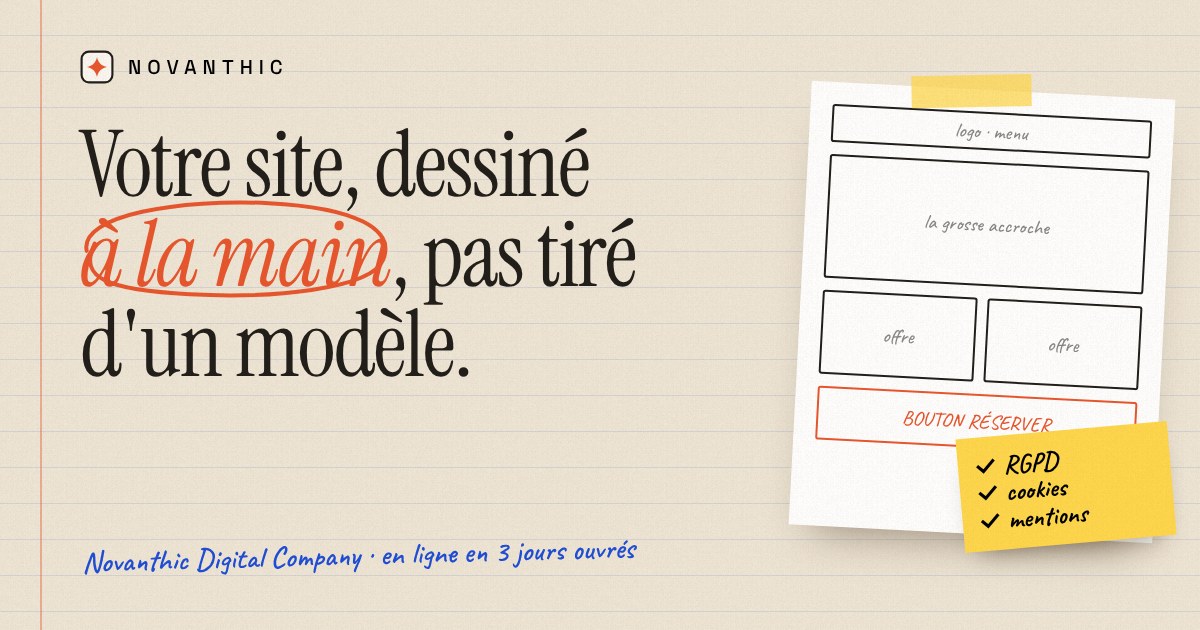 NOVANTHIC
Votre site, dessiné
à la main, pas tiré
d'un modèle.
Novanthic Digital Company · en ligne en 3 jours ouvrés
logo · menu
la grosse accroche
offre
offre
BOUTON RÉSERVER
RGPD
cookies
mentions